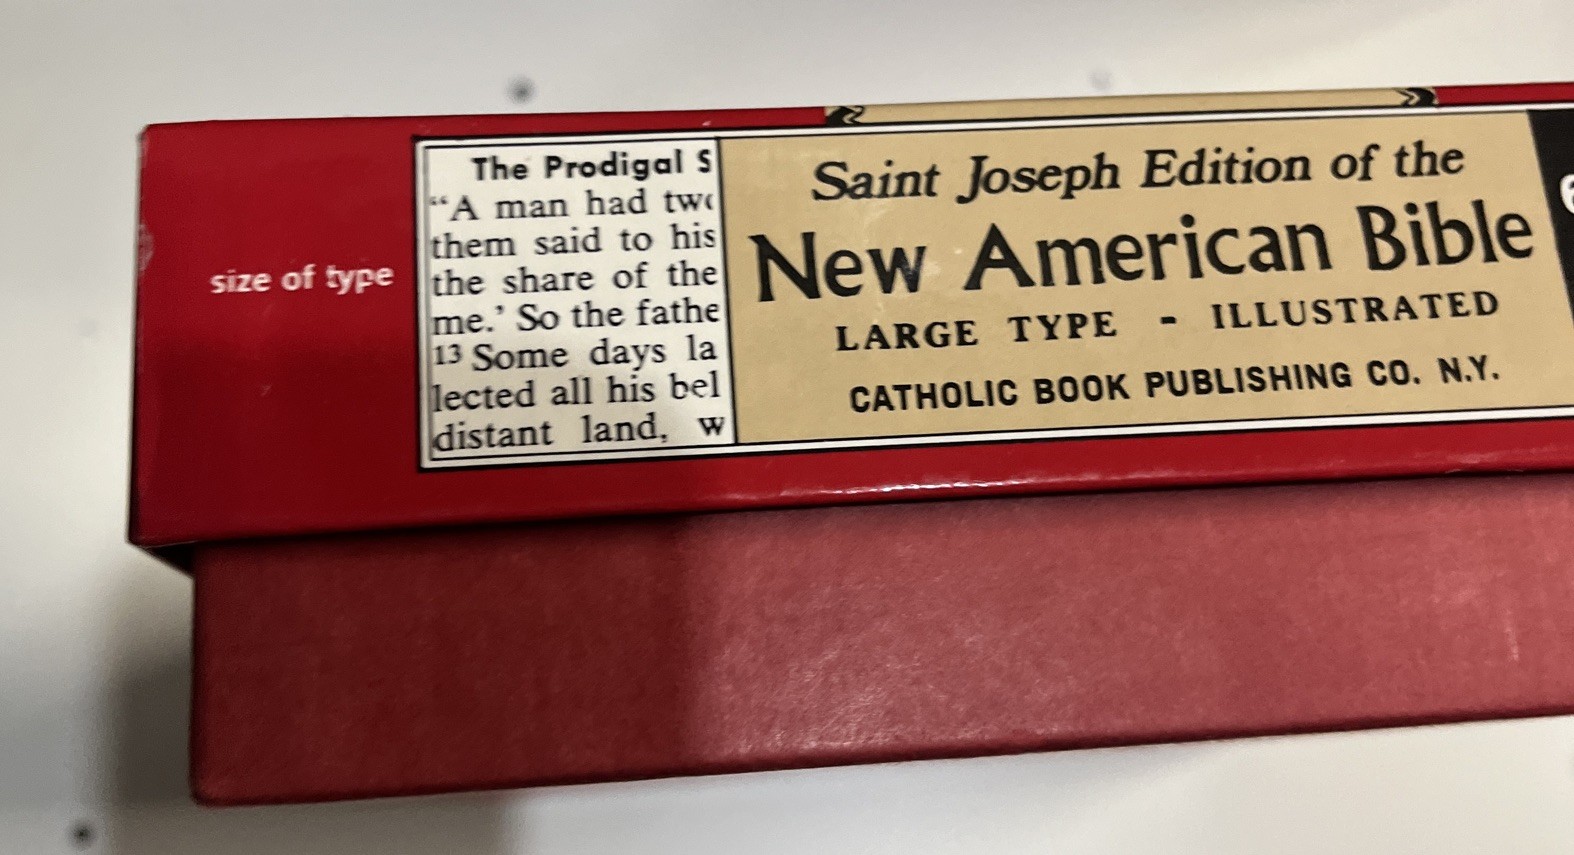 size of type
The Prodigal S
“A man had tw
them said to his
the share of the
me.’ So the fathe
13 Some days la
lected all his bel
distant land, w
Saint Joseph Edition of the
New American Bible
LARGE TYPE - ILLUSTRATED
CATHOLIC BOOK PUBLISHING CO. N.Y.